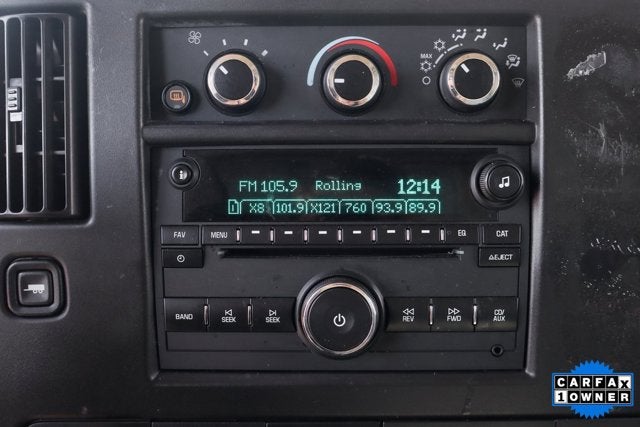 MAX
FM 105.9 Rolling 12:14
1 X8 101.9 X121 760 93.9 89.9
FAV MENU EQ CAT
EJECT
BAND SEEK SEEK REV FWD CD/AUX
CARFAX
1 OWNER